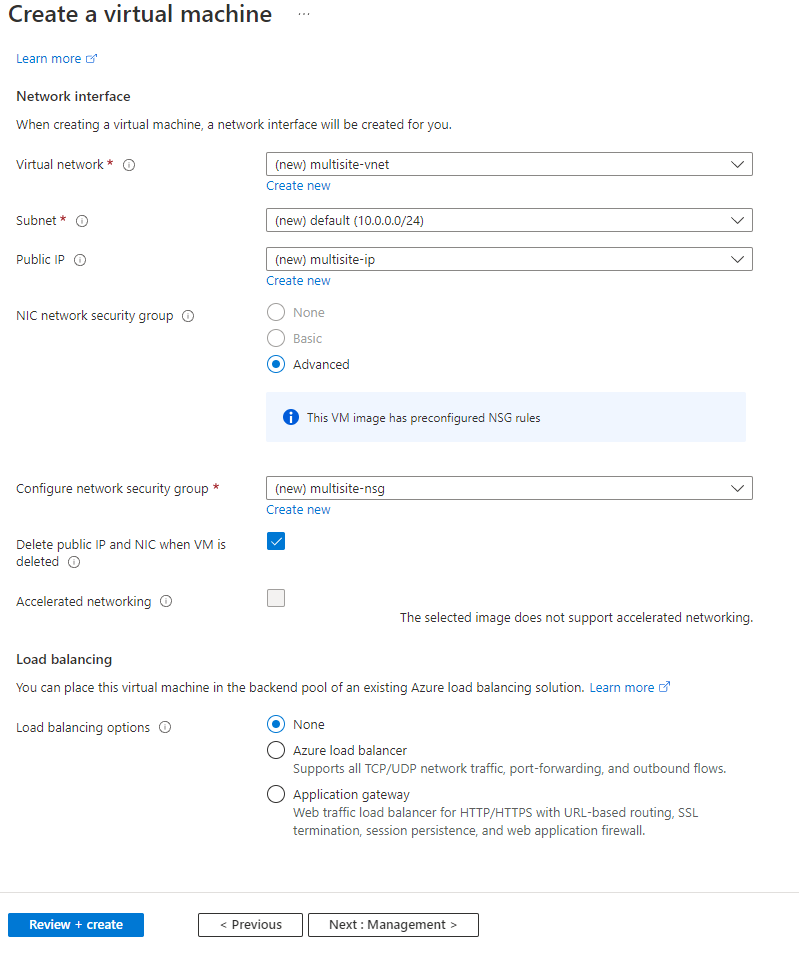 Create a virtual machine ...
Learn more
Network interface
When creating a virtual machine, a network interface will be created for you.
Virtual network *
(new) multisite-vnet
Create new
Subnet *
(new) default (10.0.0.0/24)
Public IP
(new) multisite-ip
Create new
NIC network security group
None
Basic
Advanced
This VM image has preconfigured NSG rules
Configure network security group *
(new) multisite-nsg
Create new
Delete public IP and NIC when VM is
deleted
Accelerated networking
The selected image does not support accelerated networking.
Load balancing
You can place this virtual machine in the backend pool of an existing Azure load balancing solution. Learn more
Load balancing options
None
Azure load balancer
Supports all TCP/UDP network traffic, port-forwarding, and outbound flows.
Application gateway
Web traffic load balancer for HTTP/HTTPS with URL-based routing, SSL
termination, session persistence, and web application firewall.
Review + create
< Previous
Next : Management >